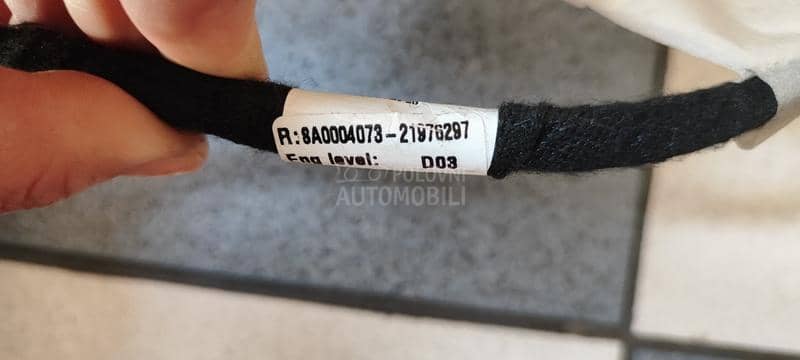 R:8A0004073-21976297
Eng level: D03
POLOVNI
AUTOMOBILI